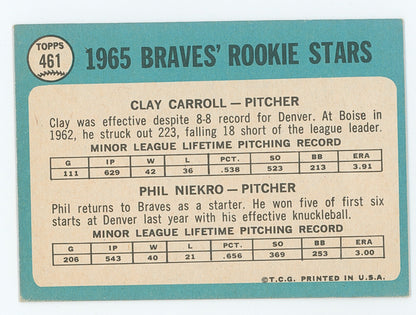 TOPPS
461
1965 BRAVES' ROOKIE STARS
CLAY CARROLL — PITCHER
Clay was effective despite 8-8 record for Denver. At Boise in
1962, he struck out 223, falling 18 short of the league leader.
MINOR LEAGUE LIFETIME PITCHING RECORD
G IP W L PCT. SO BB ERA
111 629 42 36 .538 523 213 3.91
PHIL NIEKRO—PITCHER
Phil returns to Braves as a starter. He won five of first six
starts at Denver last year with his effective knuckleball.
MINOR LEAGUE LIFETIME PITCHING RECORD
G IP W L PCT. SO BB ERA
206 543 40 21 .656 369 253 3.00
©T.C.G. PRINTED IN U.S.A.